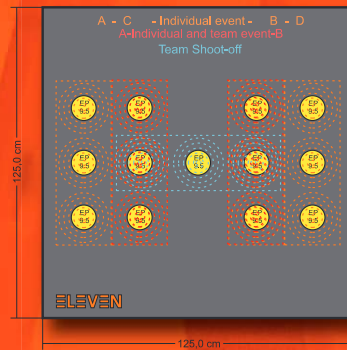 A - C - Individual event - B - D
A-Individual and team event-B
Team Shoot-off
EP EP EP EP
9.5 9.5 9.5 9.5
EP EP EP EP EP
9.5 9.5 9.5 9.5 9.5
EP EP EP EP
9.5 9.5 9.5 9.5
125,0 cm
ELEVEN
125,0 cm